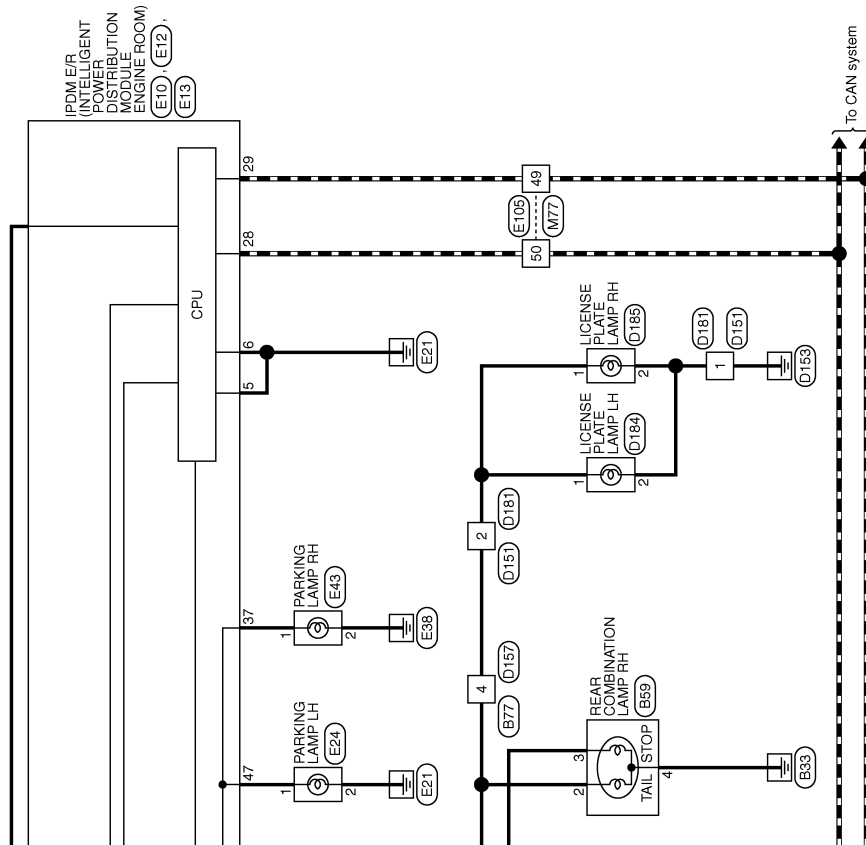 IPDM E/R
(INTELLIGENT
POWER
DISTRIBUTION
MODULE
ENGINE ROOM)
E10 , E12 ,
E13
To CAN system
29
49
E105
M77
28
50
CPU
6
5
E21
LICENSE
PLATE
LAMP RH
D185
1
2
D181
D151
1
D153
LICENSE
PLATE
LAMP LH
D184
1
2
2
D181
D151
37
PARKING
LAMP RH
E43
1
2
E38
4
D157
B77
REAR
COMBINATION
LAMP RH
B59
3
STOP
2
TAIL
4
B33
47
PARKING
LAMP LH
E24
1
2
E21